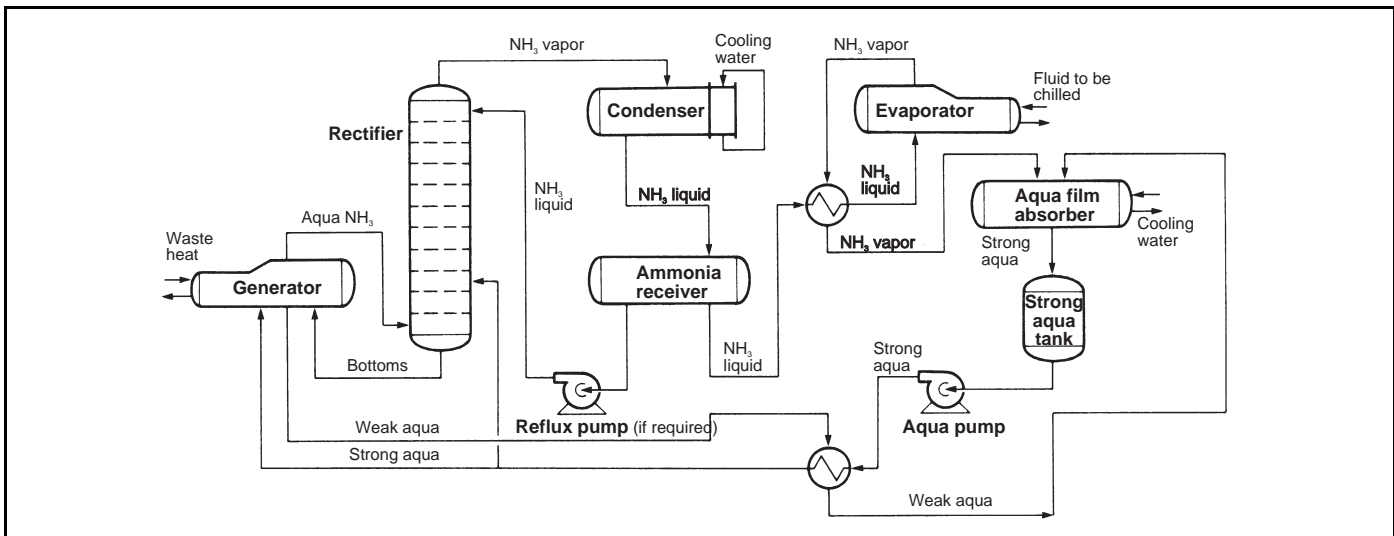 NH₃ vapor
Cooling
water
NH₃ vapor
Fluid to be
chilled
Condenser
Evaporator
Rectifier
NH₃
liquid
NH₃ liquid
NH₃
liquid
Aqua film
absorber
Cooling
water
Aqua NH₃
Waste
heat
Generator
NH₃ vapor
Strong
aqua
Ammonia
receiver
Strong
aqua
tank
NH₃
liquid
Strong
aqua
Bottoms
Weak aqua
Reflux pump (if required)
Aqua pump
Strong aqua
Weak aqua